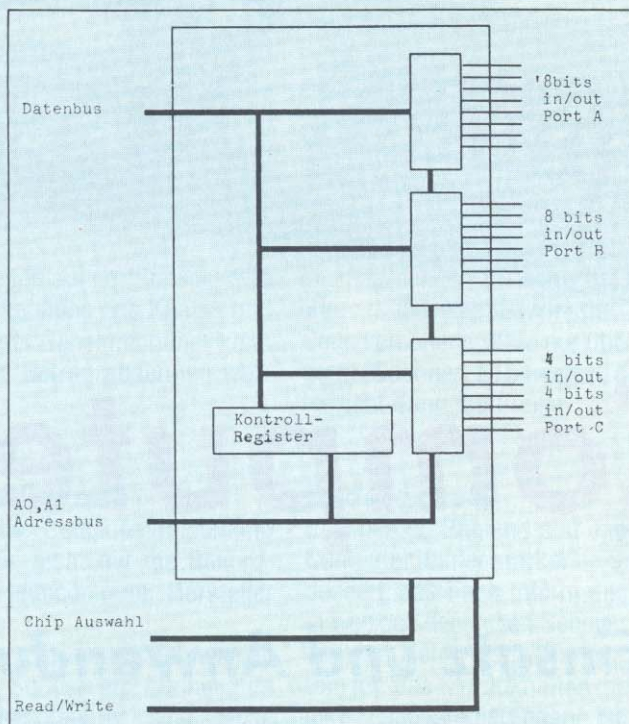 Datenbus
'8bits
in/out
Port A
8 bits
in/out
Port B
4 bits
in/out
4 bits
in/out
Port C
Kontroll-
Register
A0,A1
Adressbus
Chip Auswahl
Read/Write